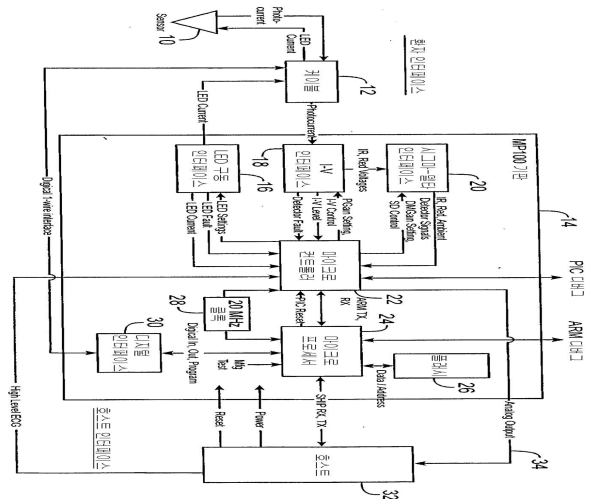 환자 인터페이스
Sensor
10
Photo-
current
LED
Current
케이블
12
Photocurrent
LED Current
Digical 1-wire interface
MP100 기판
14
LED 구동
인터페이스
16
I-V
인터페이스
18
시그마-델타
인터페이스
20
IR, Red Voltages
LED Settings
LED Fault
LED Current
PGain Setting,
I-V Control
I-V Level
Detector Fault
IR, Red, Ambient
Detector Signals
DMGain Setting,
SD Control
마이크로
컨트롤러
22
PIC 디버그
ARM TX,
RX
PIC Reset
20 MHz
클록
28
마이크로
프로세서
24
ARM 디버그
플래시
26
Data / Address
디지털
인터페이스
30
Digical In, Out, Program
Mfg
Test
SHIP RX, TX
Power
Reset
Analog Output
34
호스트
32
호스트 인터페이스
High Level ECG